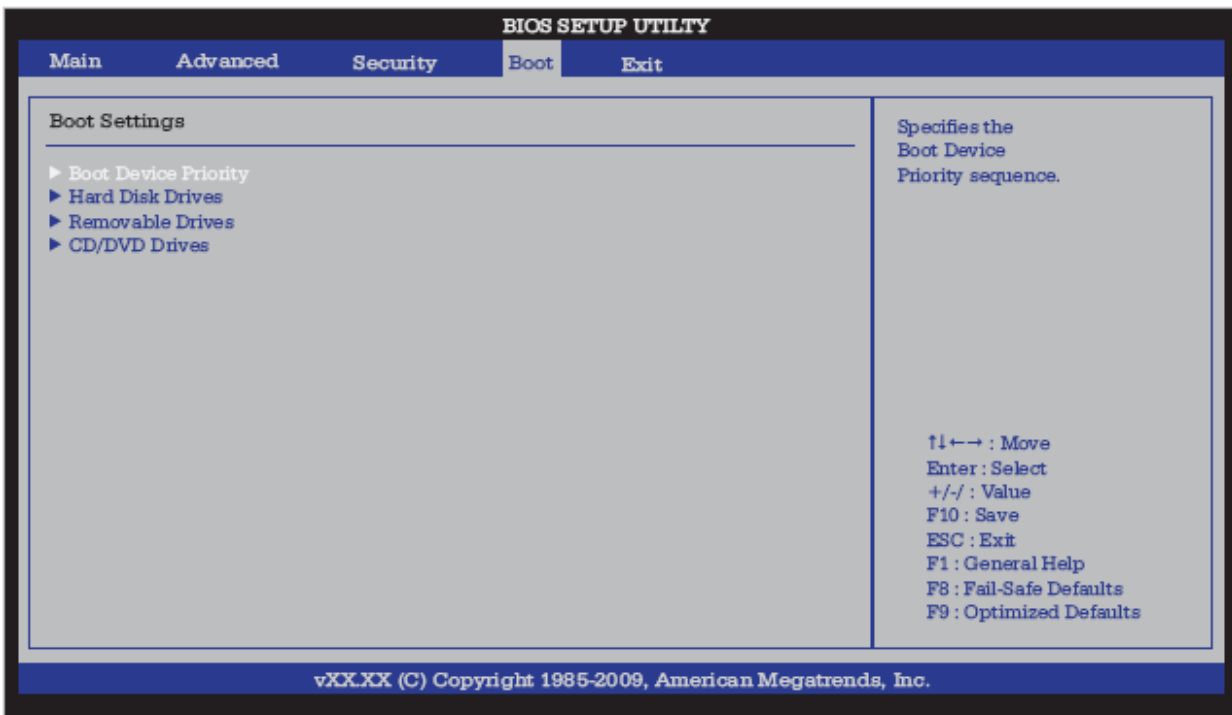 BIOS SETUP UTILTY
Main Advanced Security Boot Exit
Boot Settings
▶ Boot Device Priority
▶ Hard Disk Drives
▶ Removable Drives
▶ CD/DVD Drives
Specifies the
Boot Device
Priority sequence.
↑↓←→ : Move
Enter : Select
+/-/ : Value
F10 : Save
ESC : Exit
F1 : General Help
F8 : Fail-Safe Defaults
F9 : Optimized Defaults
vXX.XX (C) Copyright 1985-2009, American Megatrends, Inc.